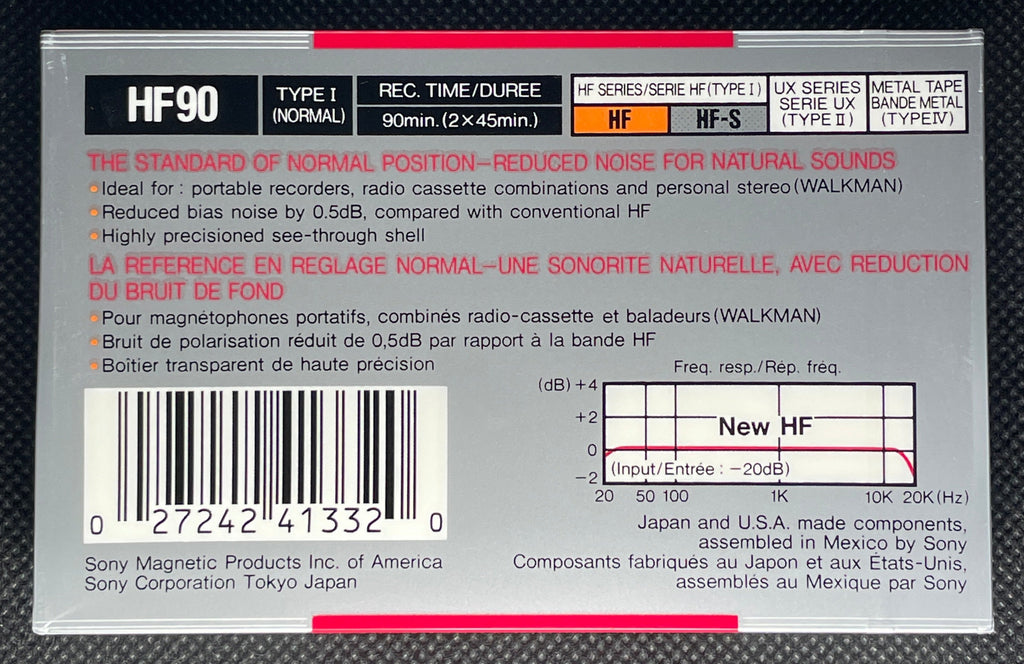 HF90
TYPE I
(NORMAL)
REC. TIME/DUREE
90min. (2×45min.)
HF SERIES/SERIE HF (TYPE I)
HF
HF-S
UX SERIES
SERIE UX
(TYPE II)
METAL TAPE
BANDE METAL
(TYPE IV)
THE STANDARD OF NORMAL POSITION—REDUCED NOISE FOR NATURAL SOUNDS
•Ideal for : portable recorders, radio cassette combinations and personal stereo (WALKMAN)
•Reduced bias noise by 0.5dB, compared with conventional HF
•Highly precisioned see-through shell
LA REFERENCE EN REGLAGE NORMAL—UNE SONORITE NATURELLE, AVEC REDUCTION
DU BRUIT DE FOND
•Pour magnétophones portatifs, combinés radio-cassette et baladeurs (WALKMAN)
•Bruit de polarisation réduit de 0,5dB par rapport à la bande HF
•Boîtier transparent de haute précision
Freq. resp./Rép. fréq.
(dB) +4
+2
New HF
0
(Input/Entrée : −20dB)
−2
20 50 100 1K 10K 20K (Hz)
0 27242 41332 0
Japan and U.S.A. made components,
assembled in Mexico by Sony
Composants fabriqués au Japon et aux États-Unis,
assemblés au Mexique par Sony
Sony Magnetic Products Inc. of America
Sony Corporation Tokyo Japan